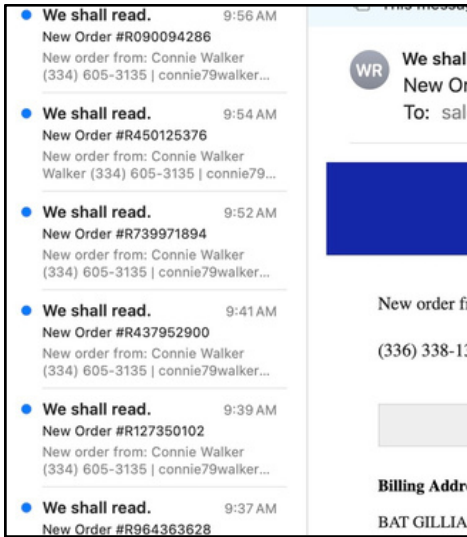 We shall read. 9:56 AM
New Order #R090094286
New order from: Connie Walker
(334) 605-3135 | connie79walker...
We shall read. 9:54 AM
New Order #R450125376
New order from: Connie Walker
Walker (334) 605-3135 | connie79...
We shall read. 9:52 AM
New Order #R739971894
New order from: Connie Walker
(334) 605-3135 | connie79walker...
We shall read. 9:41 AM
New Order #R437952900
New order from: Connie Walker
(334) 605-3135 | connie79walker...
We shall read. 9:39 AM
New Order #R127350102
New order from: Connie Walker
(334) 605-3135 | connie79walker...
We shall read. 9:37 AM
New Order #R964363628
WR
We shal
New Or
To: sal
New order f
(336) 338-13
Billing Addre
BAT GILLIA